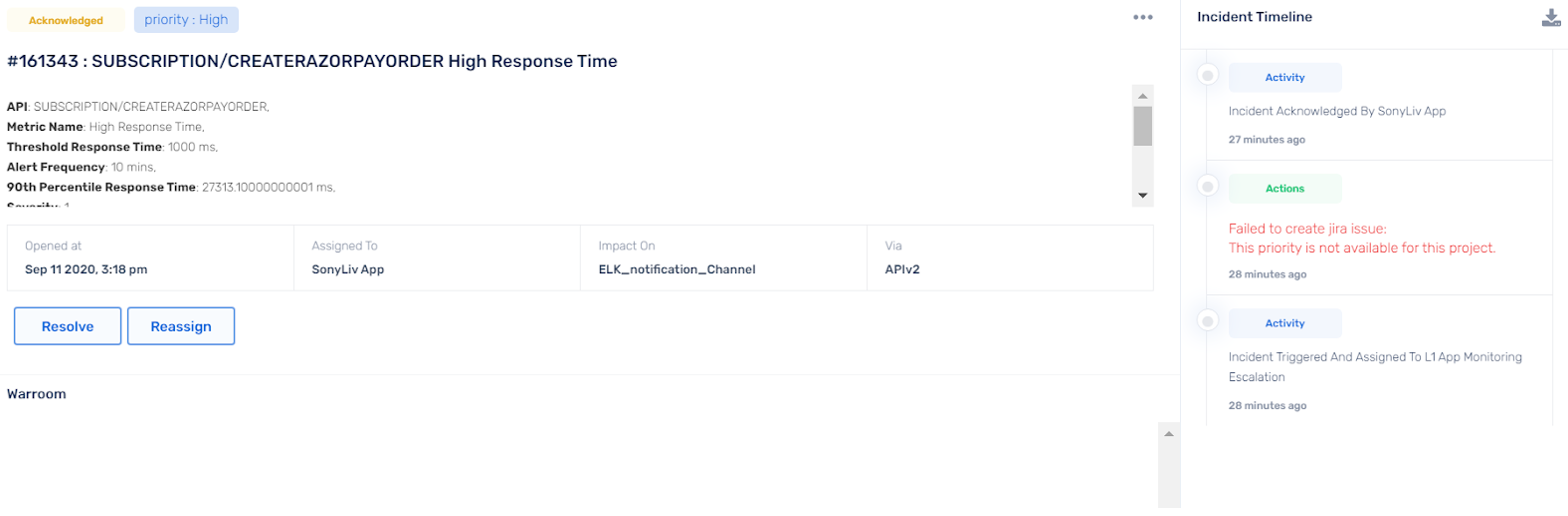 Acknowledged
priority : High
#161343 : SUBSCRIPTION/CREATERAZORPAYORDER High Response Time
API: SUBSCRIPTION/CREATERAZORPAYORDER,
Metric Name: High Response Time,
Threshold Response Time: 1000 ms,
Alert Frequency: 10 mins,
90th Percentile Response Time: 27313.10000000001 ms,
Severity: 1
Opened at
Sep 11 2020, 3:18 pm
Assigned To
SonyLiv App
Impact On
ELK_notification_Channel
Via
APIv2
Resolve
Reassign
Warroom
Incident Timeline
Activity
Incident Acknowledged By SonyLiv App
27 minutes ago
Actions
Failed to create jira issue:
This priority is not available for this project.
28 minutes ago
Activity
Incident Triggered And Assigned To L1 App Monitoring
Escalation
28 minutes ago